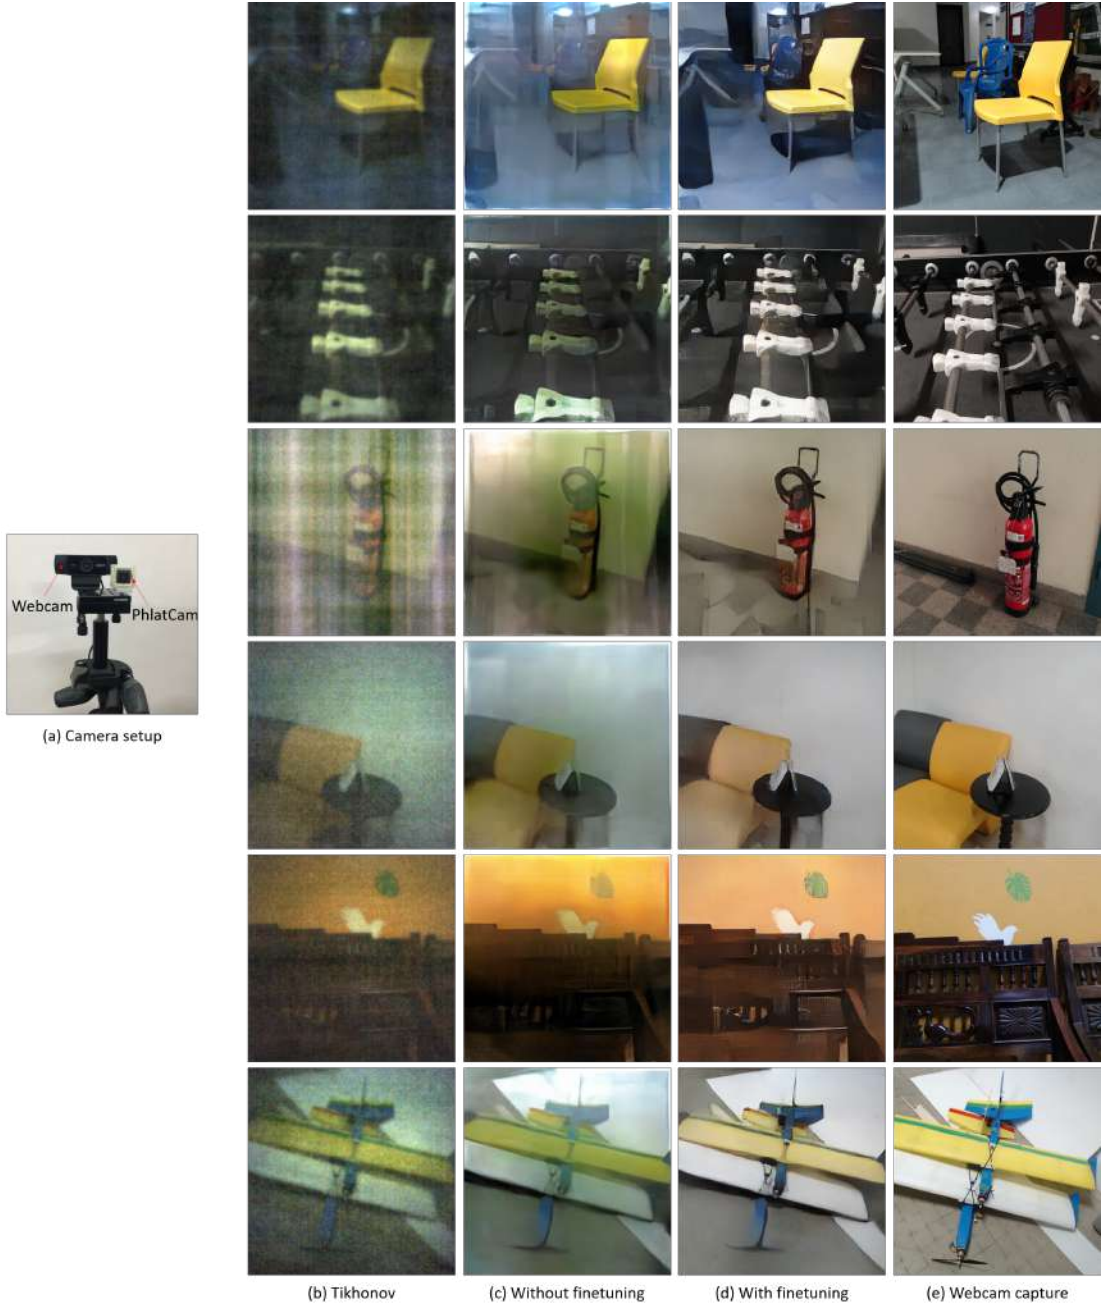 Webcam
PhlatCam
(a) Camera setup
(b) Tikhonov
(c) Without finetuning
(d) With finetuning
(e) Webcam capture